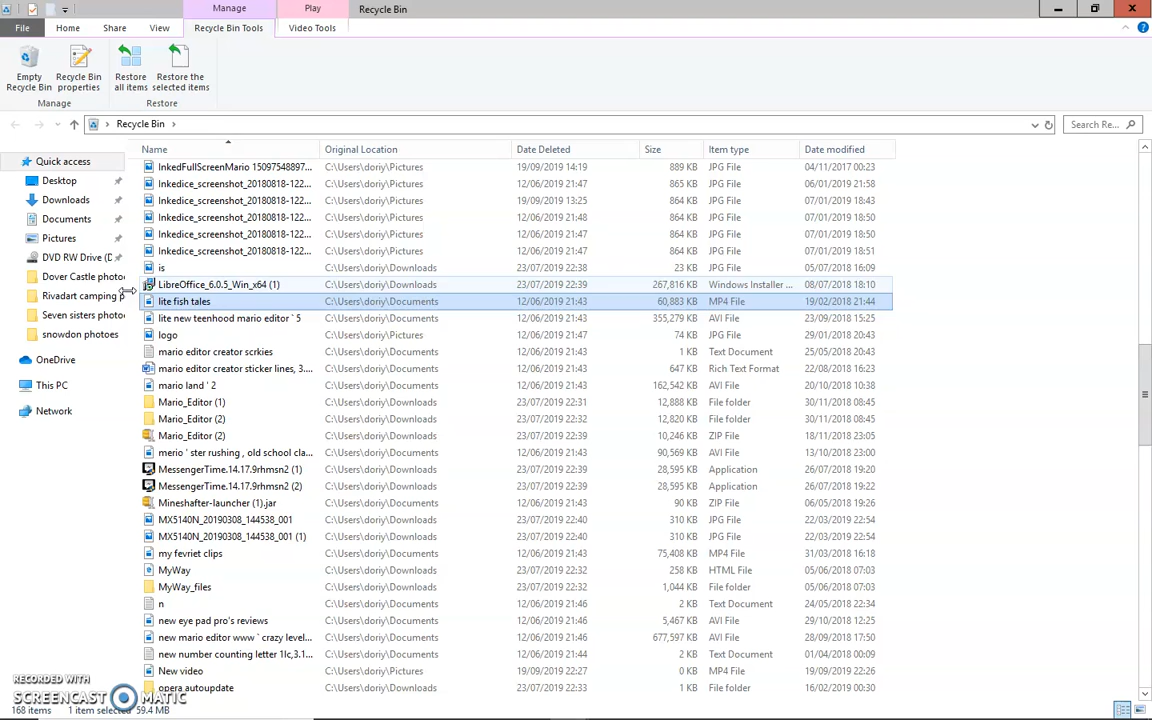 Manage Play Recycle Bin
File Home Share View Recycle Bin Tools Video Tools
Empty Recycle Bin
Recycle Bin properties
Restore all items
Restore the selected items
Manage Restore
Recycle Bin
Search Re...
Name Original Location Date Deleted Size Item type Date modified
Quick access
Desktop
Downloads
Documents
Pictures
DVD RW Drive (D
Dover Castle photo
Rivadart camping p
Seven sisters photo
snowdon photoes
OneDrive
This PC
Network
InkedFullScreenMario 15097548897... C:\Users\doriy\Pictures 19/09/2019 14:19 889 KB JPG File 04/11/2017 00:23
Inkedice_screenshot_20180818-122... C:\Users\doriy\Pictures 12/06/2019 21:47 865 KB JPG File 06/01/2019 21:58
Inkedice_screenshot_20180818-122... C:\Users\doriy\Pictures 19/09/2019 13:25 864 KB JPG File 07/01/2019 18:43
Inkedice_screenshot_20180818-122... C:\Users\doriy\Pictures 12/06/2019 21:48 864 KB JPG File 07/01/2019 18:50
Inkedice_screenshot_20180818-122... C:\Users\doriy\Pictures 12/06/2019 21:47 864 KB JPG File 07/01/2019 18:50
Inkedice_screenshot_20180818-122... C:\Users\doriy\Pictures 12/06/2019 21:47 864 KB JPG File 07/01/2019 18:51
is C:\Users\doriy\Downloads 23/07/2019 22:38 23 KB JPG File 05/07/2018 16:09
LibreOffice_6.0.5_Win_x64 (1) C:\Users\doriy\Downloads 23/07/2019 22:39 267,816 KB Windows Installer ... 08/07/2018 18:10
lite fish tales C:\Users\doriy\Documents 12/06/2019 21:43 60,883 KB MP4 File 19/02/2018 21:44
lite new teenhood mario editor ` 5 C:\Users\doriy\Documents 12/06/2019 21:43 355,279 KB AVI File 23/09/2018 15:25
logo C:\Users\doriy\Documents 12/06/2019 21:43 74 KB JPG File 29/01/2018 20:43
mario editor creator scrkies C:\Users\doriy\Documents 12/06/2019 21:43 1 KB Text Document 25/05/2018 20:43
mario editor creator sticker lines, 3.... C:\Users\doriy\Documents 12/06/2019 21:43 647 KB Rich Text Format 22/08/2018 16:23
mario land ' 2 C:\Users\doriy\Documents 12/06/2019 21:43 162,542 KB AVI File 20/10/2018 10:38
Mario_Editor (1) C:\Users\doriy\Downloads 23/07/2019 22:31 12,888 KB File folder 30/11/2018 08:45
Mario_Editor (2) C:\Users\doriy\Downloads 23/07/2019 22:39 12,820 KB File folder 30/11/2018 08:45
Mario_Editor (2) C:\Users\doriy\Downloads 23/07/2019 22:39 10,246 KB ZIP File 18/11/2018 23:05
merio ' ster rushing , old school cla... C:\Users\doriy\Documents 12/06/2019 21:43 90,569 KB AVI File 13/10/2018 23:00
MessengerTime.14.17.9rhmsn2 (1) C:\Users\doriy\Downloads 23/07/2019 22:39 28,595 KB Application 26/07/2018 19:20
MessengerTime.14.17.9rhmsn2 (2) C:\Users\doriy\Downloads 23/07/2019 22:39 28,595 KB Application 26/07/2018 19:22
Mineshafter-launcher (1).jar C:\Users\doriy\Documents 12/06/2019 21:43 90 KB ZIP File 06/05/2018 19:26
MX5140N_20190308_144538_001 C:\Users\doriy\Downloads 23/07/2019 22:40 310 KB JPG File 22/03/2019 22:54
MX5140N_20190308_144538_001 (1) C:\Users\doriy\Downloads 23/07/2019 22:40 310 KB JPG File 22/03/2019 22:54
my fevriet clips C:\Users\doriy\Documents 12/06/2019 21:43 75,408 KB MP4 File 31/03/2018 16:18
MyWay C:\Users\doriy\Downloads 23/07/2019 22:32 258 KB HTML File 05/06/2018 07:03
MyWay_files C:\Users\doriy\Downloads 23/07/2019 22:32 1,044 KB File folder 05/06/2018 07:03
n C:\Users\doriy\Documents 12/06/2019 21:46 2 KB Text Document 24/05/2018 22:34
new eye pad pro's reviews C:\Users\doriy\Documents 12/06/2019 21:46 5,467 KB AVI File 29/10/2018 12:25
new mario editor www ` crazy level... C:\Users\doriy\Documents 12/06/2019 21:46 677,597 KB AVI File 28/09/2018 17:50
new number counting letter 1lc,3.1... C:\Users\doriy\Documents 12/06/2019 21:46 2 KB Text Document 01/04/2018 00:09
New video C:\Users\doriy\Pictures 19/09/2019 22:27 0 KB MP4 File 19/09/2019 22:26
opera autoupdate C:\Users\doriy\Downloads 23/07/2019 22:33 1 KB File folder 16/02/2019 00:30
RECORDED WITH
SCREENCAST MATIC
168 items 1 item selected 59.4 MB